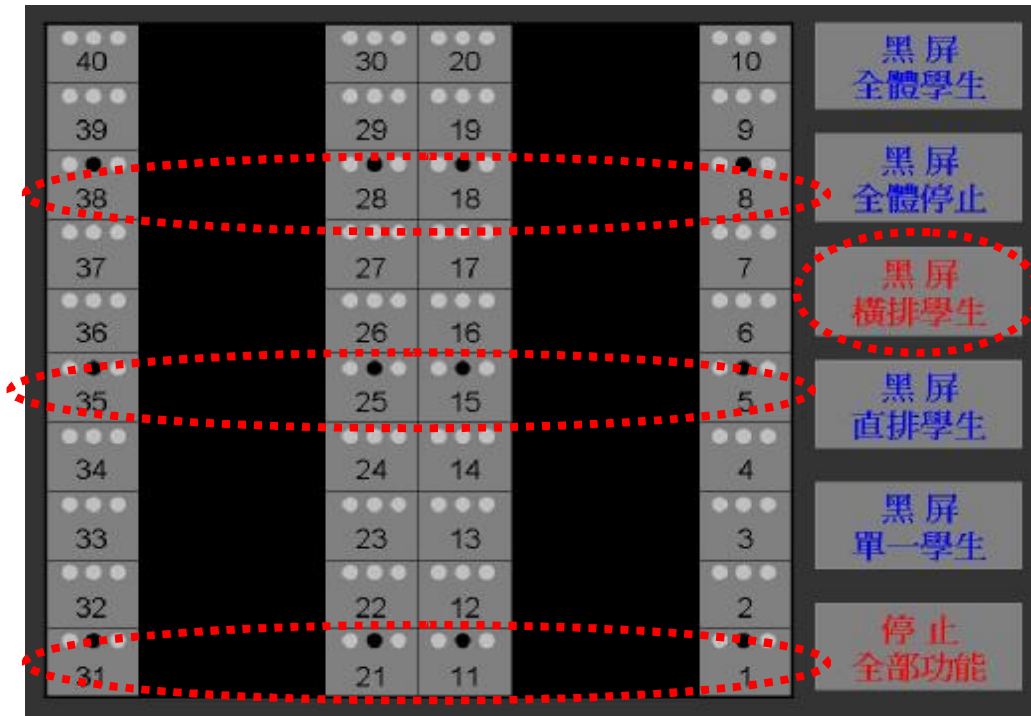 40 30 20 10
39 29 19 9
38 28 18 8
37 27 17 7
36 26 16 6
35 25 15 5
34 24 14 4
33 23 13 3
32 22 12 2
31 21 11 1
黑屏
全體學生
黑屏
全體停止
黑屏
橫排學生
黑屏
直排學生
黑屏
單一學生
停止
全部功能